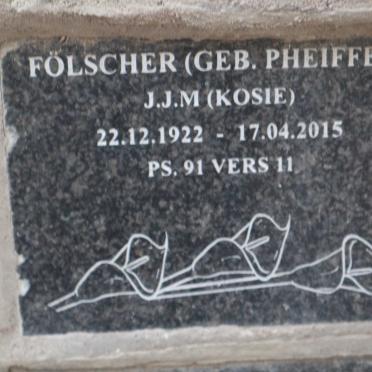 FÖLSCHER (GEB. PHEIFFE
J.J.M (KOSIE)
22.12.1922 - 17.04.2015
PS. 91 VERS 11